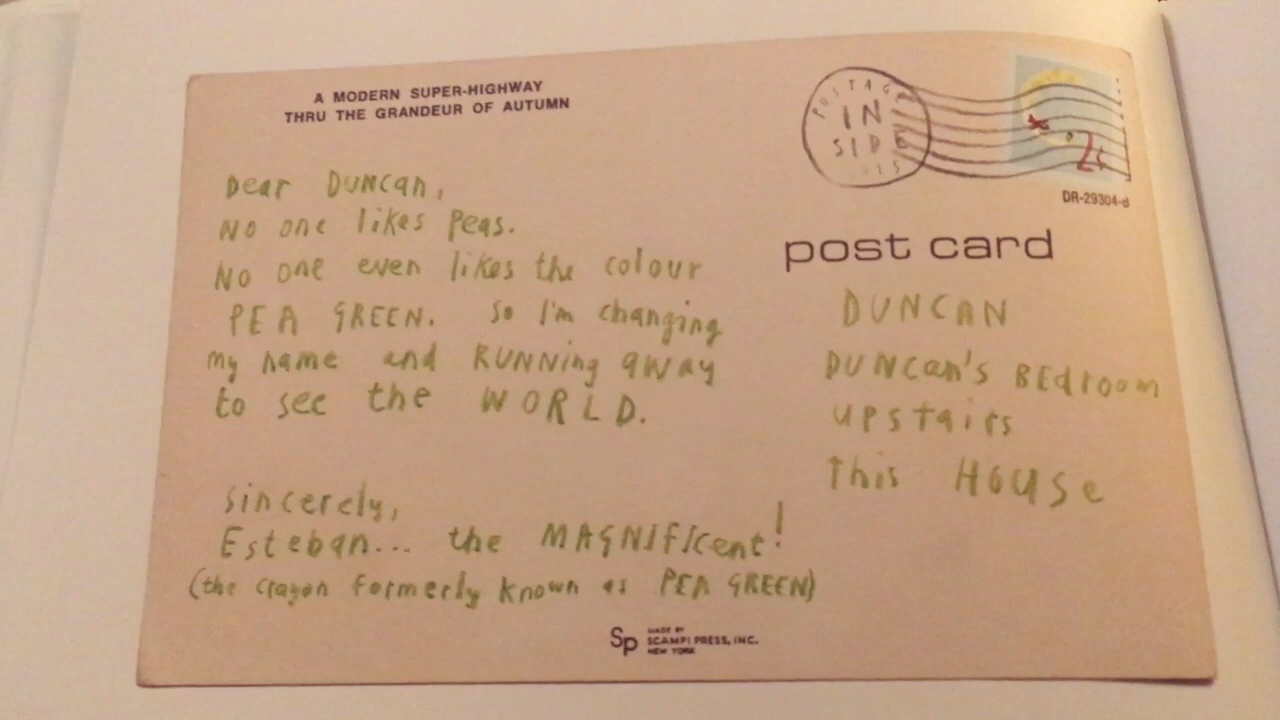 A MODERN SUPER-HIGHWAY
THRU THE GRANDEUR OF AUTUMN
POSTAGE
IN
SIDE
2¢
DR-29304-d
post card
Dear Duncan,
No one likes Peas.
No one even likes the colour
PEA GREEN. So I'm changing
my name and RUNNing away
to see the WORLD.
Sincerely,
Esteban... the MAGNIFicent!
(the crayon formerly known as PEA GREEN)
DUNCAN
DUNcan's BEdroom
upstairs
This House
Sp
MADE BY
SCAMPI PRESS, INC.
NEW YORK